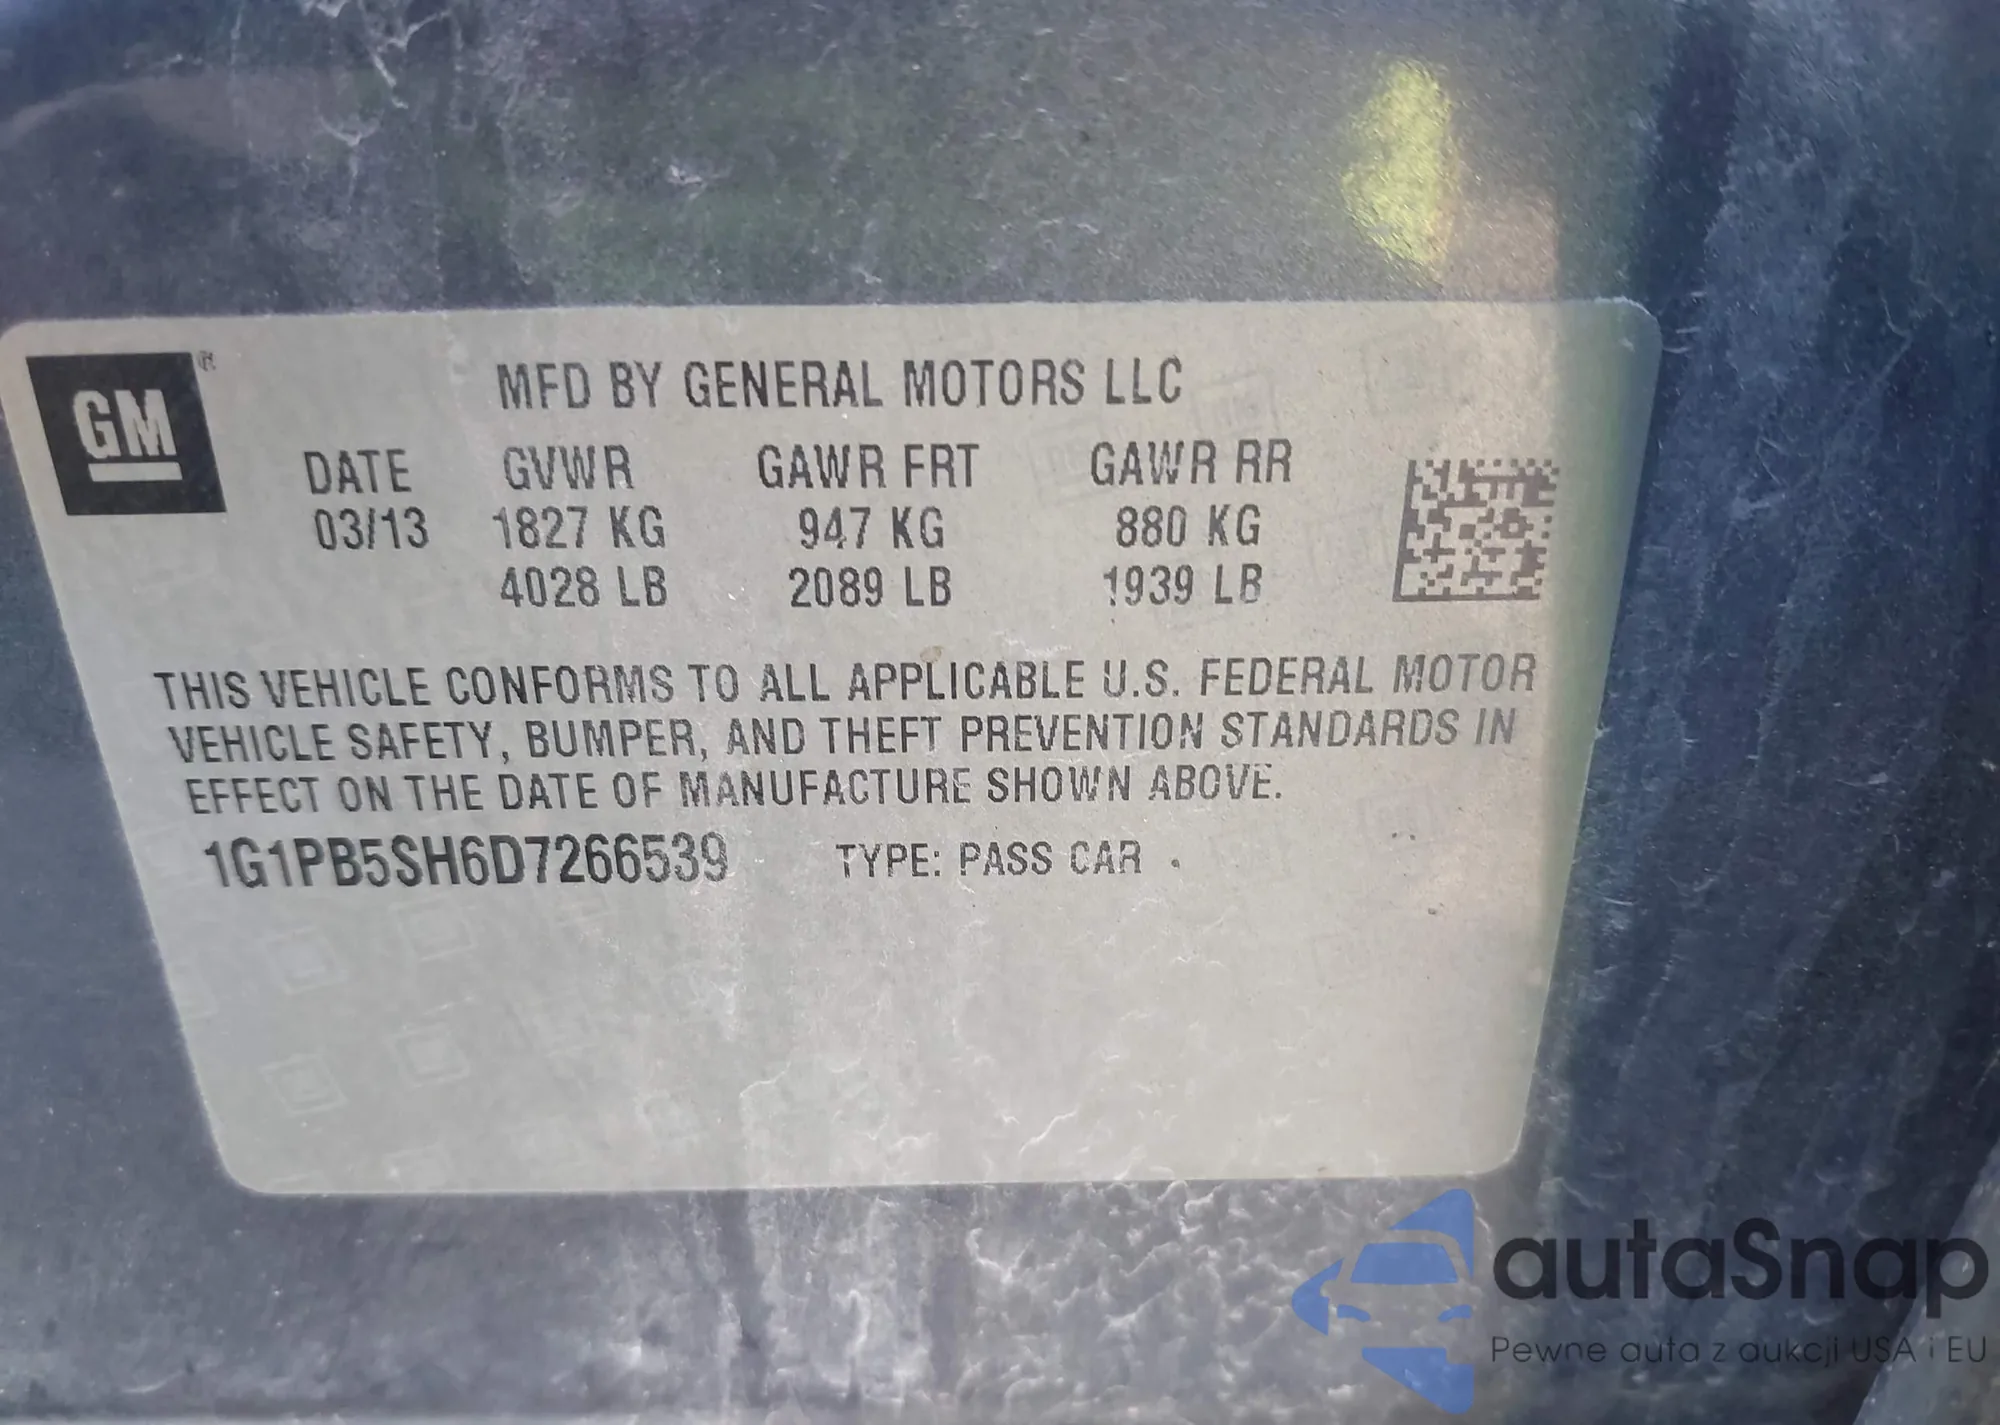 GM ®
MFD BY GENERAL MOTORS LLC
DATE GVWR GAWR FRT GAWR RR
03/13 1827 KG 947 KG 880 KG
4028 LB 2089 LB 1939 LB
THIS VEHICLE CONFORMS TO ALL APPLICABLE U.S. FEDERAL MOTOR
VEHICLE SAFETY, BUMPER, AND THEFT PREVENTION STANDARDS IN
EFFECT ON THE DATE OF MANUFACTURE SHOWN ABOVE.
1G1PB5SH6D7266539 TYPE: PASS CAR
autaSnap
Pewne auta z aukcji USA i EU